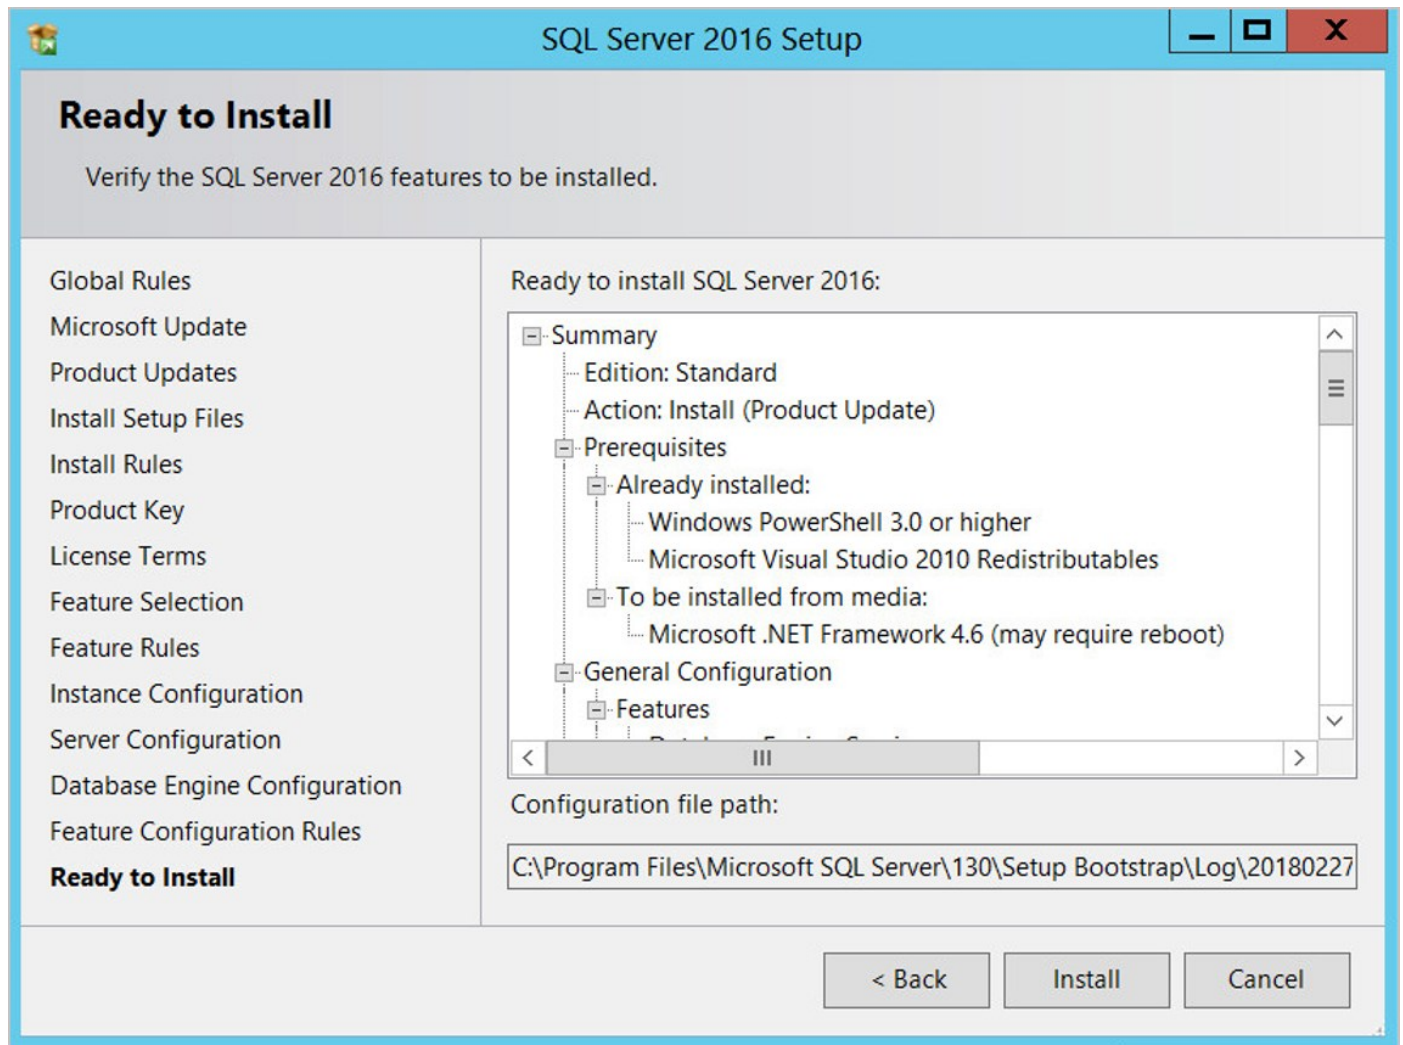 SQL Server 2016 Setup
Ready to Install
Verify the SQL Server 2016 features to be installed.
Global Rules
Microsoft Update
Product Updates
Install Setup Files
Install Rules
Product Key
License Terms
Feature Selection
Feature Rules
Instance Configuration
Server Configuration
Database Engine Configuration
Feature Configuration Rules
Ready to Install
Ready to install SQL Server 2016:
Summary
Edition: Standard
Action: Install (Product Update)
Prerequisites
Already installed:
Windows PowerShell 3.0 or higher
Microsoft Visual Studio 2010 Redistributables
To be installed from media:
Microsoft .NET Framework 4.6 (may require reboot)
General Configuration
Features
Configuration file path:
C:\Program Files\Microsoft SQL Server\130\Setup Bootstrap\Log\20180227
< Back
Install
Cancel